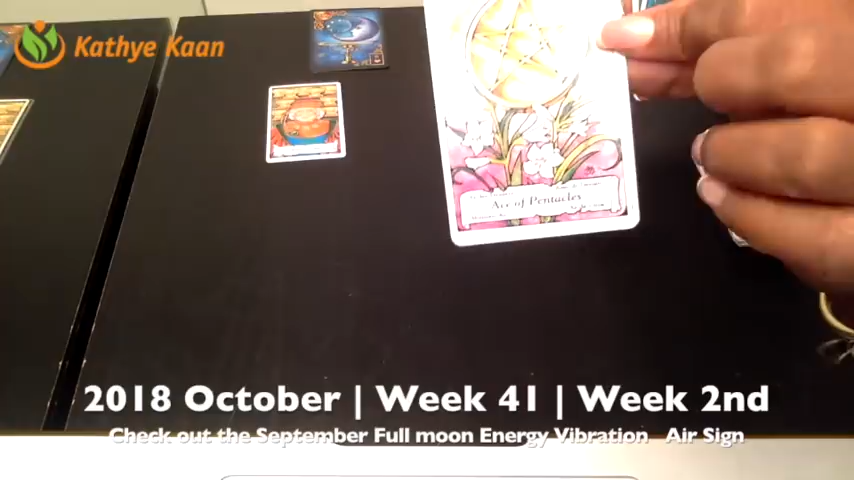 Kathye Kaan
Ace of Pentacles
2018 October | Week 41 | Week 2nd
Check out the September Full moon Energy Vibration Air Sign